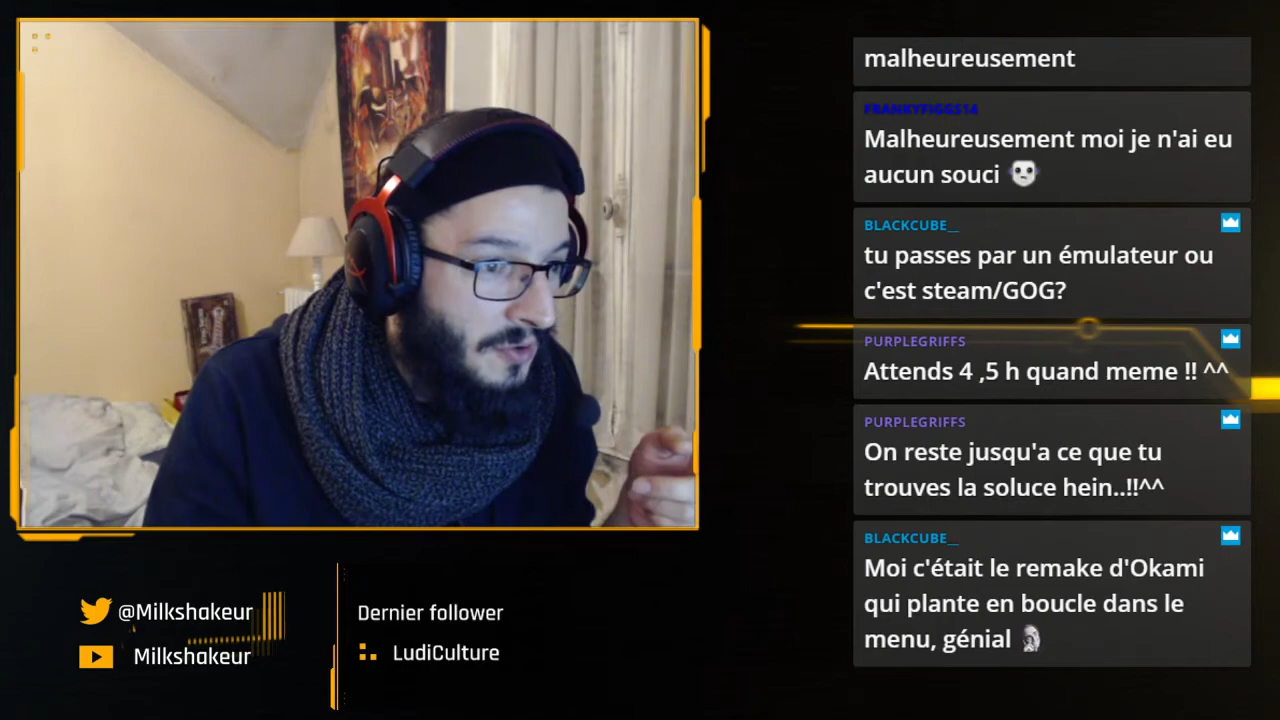 malheureusement
FRANKYFIGGS14
Malheureusement moi je n'ai eu
aucun souci
BLACKCUBE__
tu passes par un émulateur ou
c'est steam/GOG?
PURPLEGRIFFS
Attends 4 ,5 h quand meme !! ^^
PURPLEGRIFFS
On reste jusqu'a ce que tu
trouves la soluce hein..!!^^
BLACKCUBE__
Moi c'était le remake d'Okami
qui plante en boucle dans le
menu, génial
@Milkshakeur
Milkshakeur
Dernier follower
LudiCulture